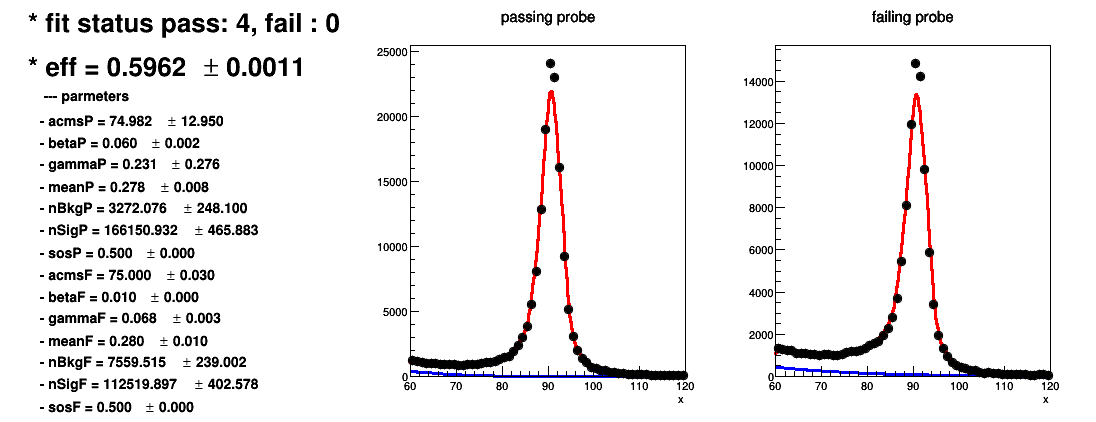 * fit status pass: 4, fail : 0
* eff = 0.5962 ± 0.0011
--- parmeters
- acmsP = 74.982 ± 12.950
- betaP = 0.060 ± 0.002
- gammaP = 0.231 ± 0.276
- meanP = 0.278 ± 0.008
- nBkgP = 3272.076 ± 248.100
- nSigP = 166150.932 ± 465.883
- sosP = 0.500 ± 0.000
- acmsF = 75.000 ± 0.030
- betaF = 0.010 ± 0.000
- gammaF = 0.068 ± 0.003
- meanF = 0.280 ± 0.010
- nBkgF = 7559.515 ± 239.002
- nSigF = 112519.897 ± 402.578
- sosF = 0.500 ± 0.000
passing probe
25000
20000
15000
10000
5000
0
60 70 80 90 100 110 120
x
failing probe
14000
12000
10000
8000
6000
4000
2000
0
60 70 80 90 100 110 120
x